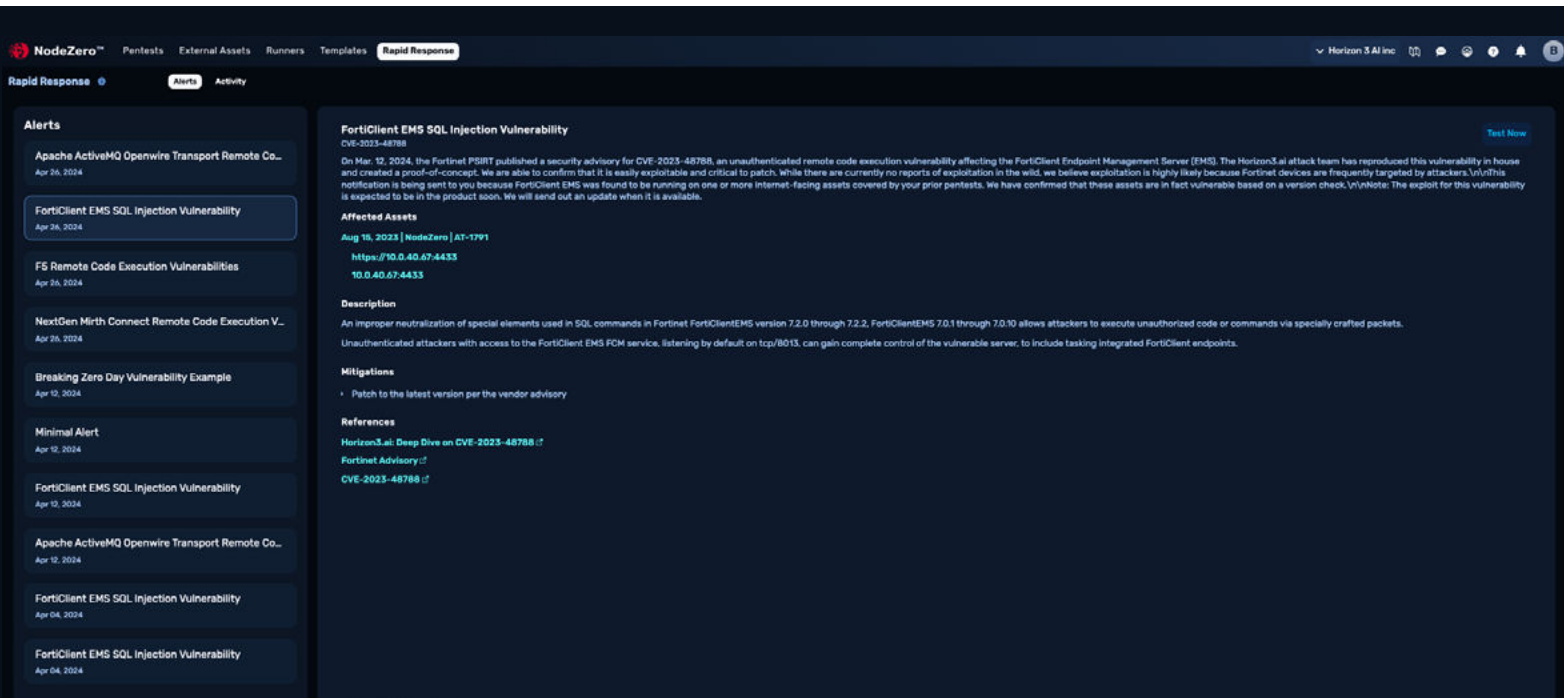 NodeZero™ Pentests External Assets Runners Templates Rapid Response Horizon 3 AI inc B
Rapid Response Alerts Activity
Alerts
Apache ActiveMQ Openwire Transport Remote Co...
Apr 26, 2024
FortiClient EMS SQL Injection Vulnerability
Apr 26, 2024
F5 Remote Code Execution Vulnerabilities
Apr 26, 2024
NextGen Mirth Connect Remote Code Execution V...
Apr 26, 2024
Breaking Zero Day Vulnerability Example
Apr 12, 2024
Minimal Alert
Apr 12, 2024
FortiClient EMS SQL Injection Vulnerability
Apr 12, 2024
Apache ActiveMQ Openwire Transport Remote Co...
Apr 12, 2024
FortiClient EMS SQL Injection Vulnerability
Apr 04, 2024
FortiClient EMS SQL Injection Vulnerability
Apr 04, 2024
FortiClient EMS SQL Injection Vulnerability
Test Now
CVE-2023-48788
On Mar. 12, 2024, the Fortinet PSIRT published a security advisory for CVE-2023-48788, an unauthenticated remote code execution vulnerability affecting the FortiClient Endpoint Management Server (EMS). The Horizon3.ai attack team has reproduced this vulnerability in house
and created a proof-of-concept. We are able to confirm that it is easily exploitable and critical to patch. While there are currently no reports of exploitation in the wild, we believe exploitation is highly likely because Fortinet devices are frequently targeted by attackers.\n\nThis
notification is being sent to you because FortiClient EMS was found to be running on one or more internet-facing assets covered by your prior pentests. We have confirmed that these assets are in fact vulnerable based on a version check.\n\nNote: The exploit for this vulnerability
is expected to be in the product soon. We will send out an update when it is available.
Affected Assets
Aug 15, 2023 | NodeZero | AT-1791
https://10.0.40.67:4433
10.0.40.67:4433
Description
An improper neutralization of special elements used in SQL commands in Fortinet FortiClientEMS version 7.2.0 through 7.2.2, FortiClientEMS 7.0.1 through 7.0.10 allows attackers to execute unauthorized code or commands via specially crafted packets.
Unauthenticated attackers with access to the FortiClient EMS FCM service, listening by default on tcp/8013, can gain complete control of the vulnerable server, to include tasking integrated FortiClient endpoints.
Mitigations
• Patch to the latest version per the vendor advisory
References
Horizon3.ai: Deep Dive on CVE-2023-48788
Fortinet Advisory
CVE-2023-48788